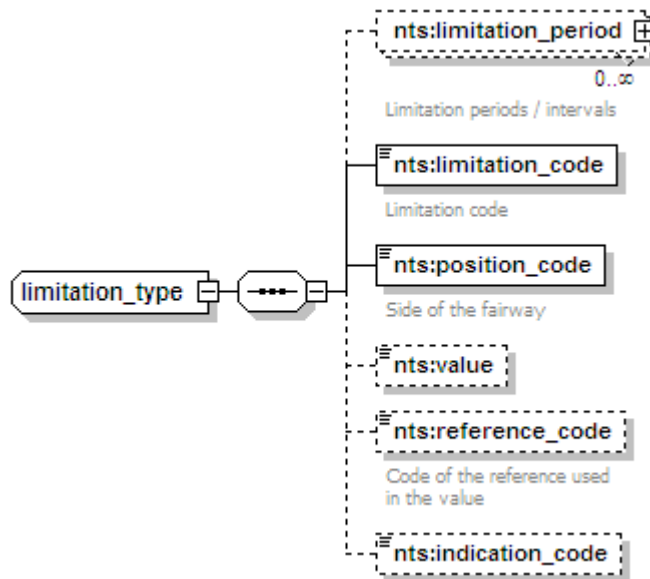 nts:limitation_period
0..∞
Limitation periods / intervals
nts:limitation_code
Limitation code
nts:position_code
limitation_type
Side of the fairway
nts:value
nts:reference_code
Code of the reference used
in the value
nts:indication_code